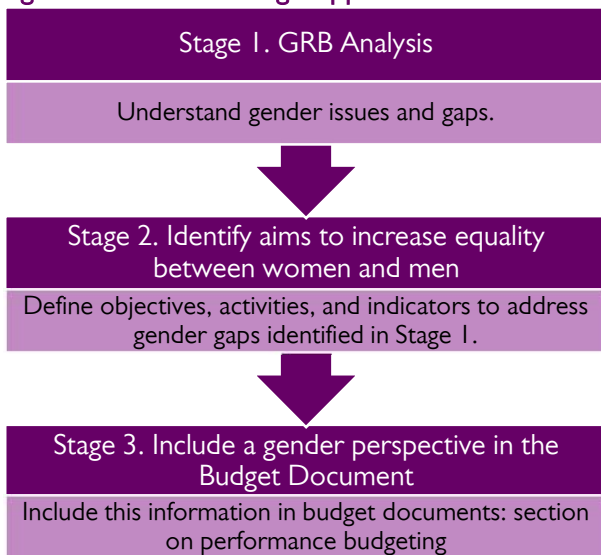 Stage 1. GRB Analysis
Understand gender issues and gaps.
Stage 2. Identify aims to increase equality
between women and men
Define objectives, activities, and indicators to address
gender gaps identified in Stage 1.
Stage 3. Include a gender perspective in the
Budget Document
Include this information in budget documents: section
on performance budgeting